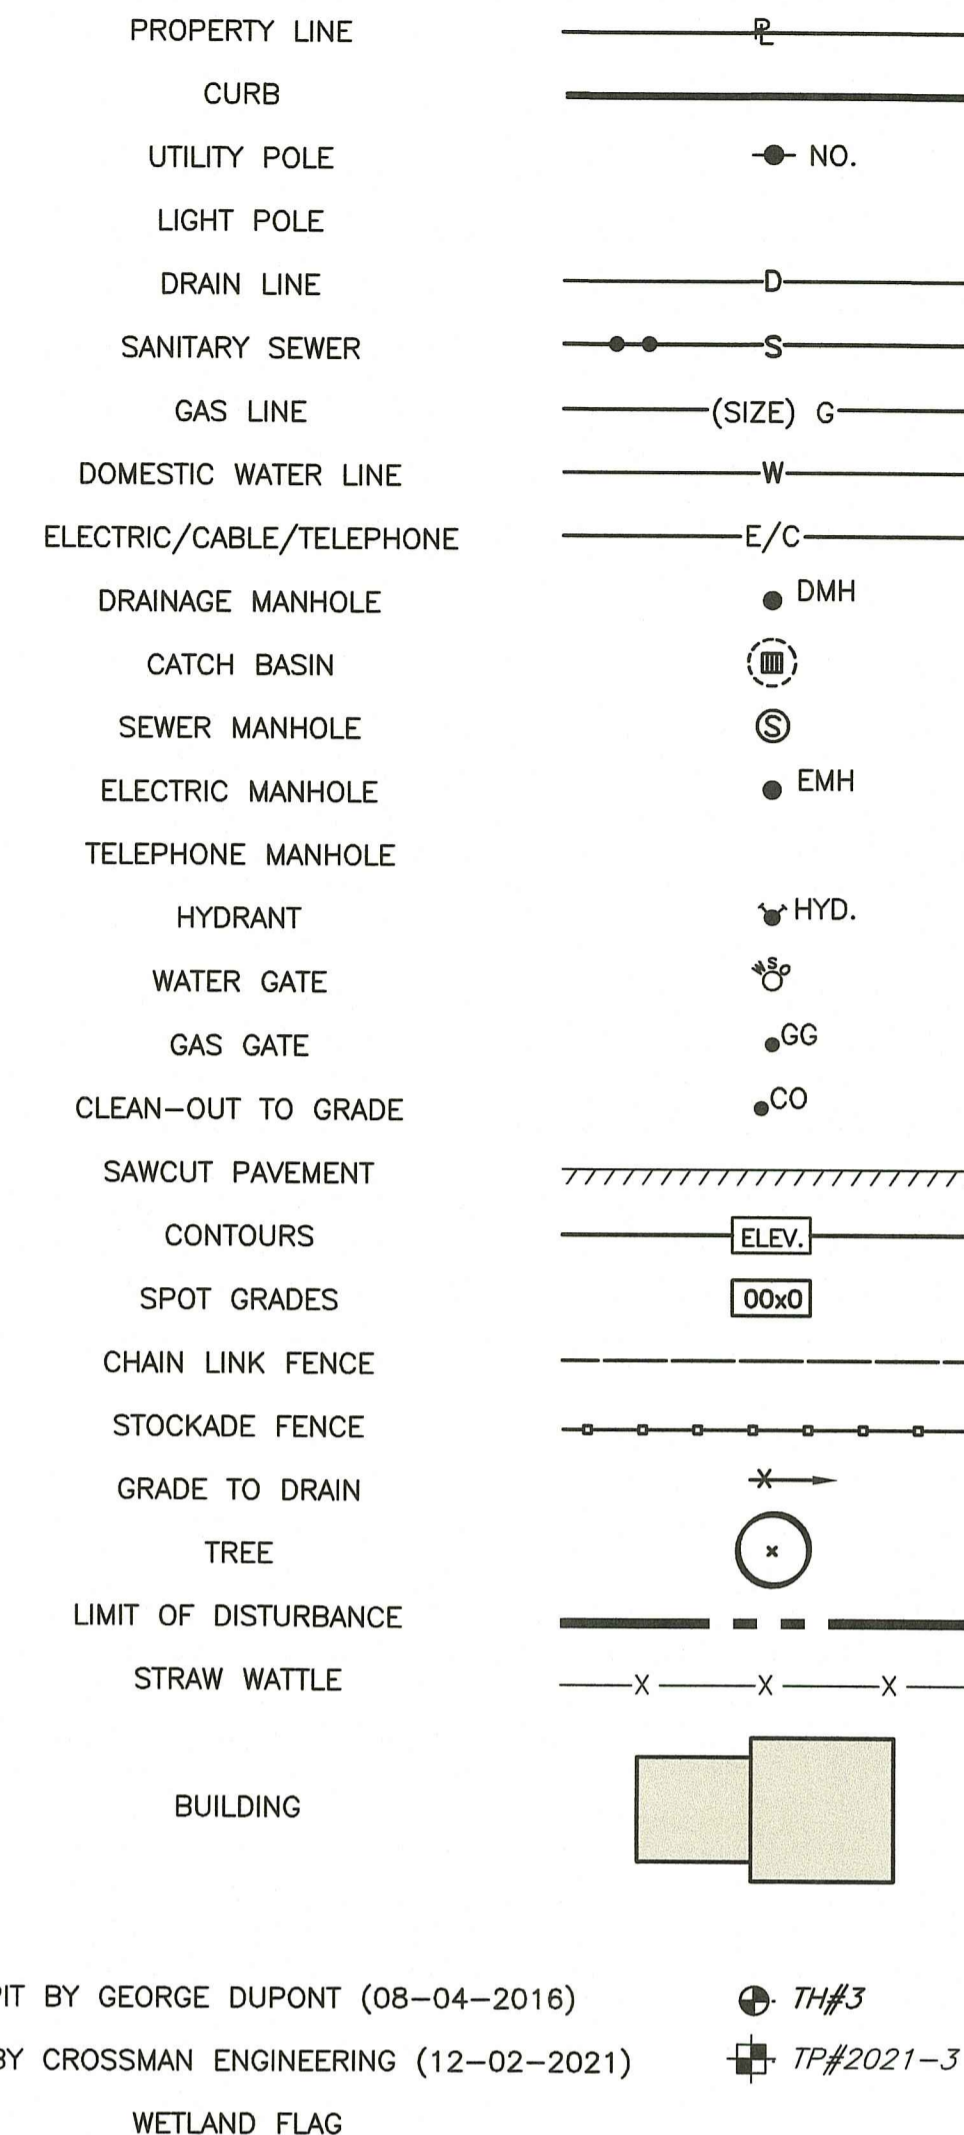 PROPERTY LINE PL
CURB
UTILITY POLE NO.
LIGHT POLE
DRAIN LINE D
SANITARY SEWER S
GAS LINE (SIZE) G
DOMESTIC WATER LINE W
ELECTRIC/CABLE/TELEPHONE E/C
DRAINAGE MANHOLE DMH
CATCH BASIN
SEWER MANHOLE S
ELECTRIC MANHOLE EMH
TELEPHONE MANHOLE
HYDRANT HYD.
WATER GATE WSO
GAS GATE GG
CLEAN-OUT TO GRADE CO
SAWCUT PAVEMENT
CONTOURS ELEV.
SPOT GRADES 00x0
CHAIN LINK FENCE
STOCKADE FENCE
GRADE TO DRAIN
TREE
LIMIT OF DISTURBANCE
STRAW WATTLE X X X
BUILDING
BY GEORGE DUPONT (08-04-2016) TH#3
BY CROSSMAN ENGINEERING (12-02-2021) TP#2021-3
WETLAND FLAG